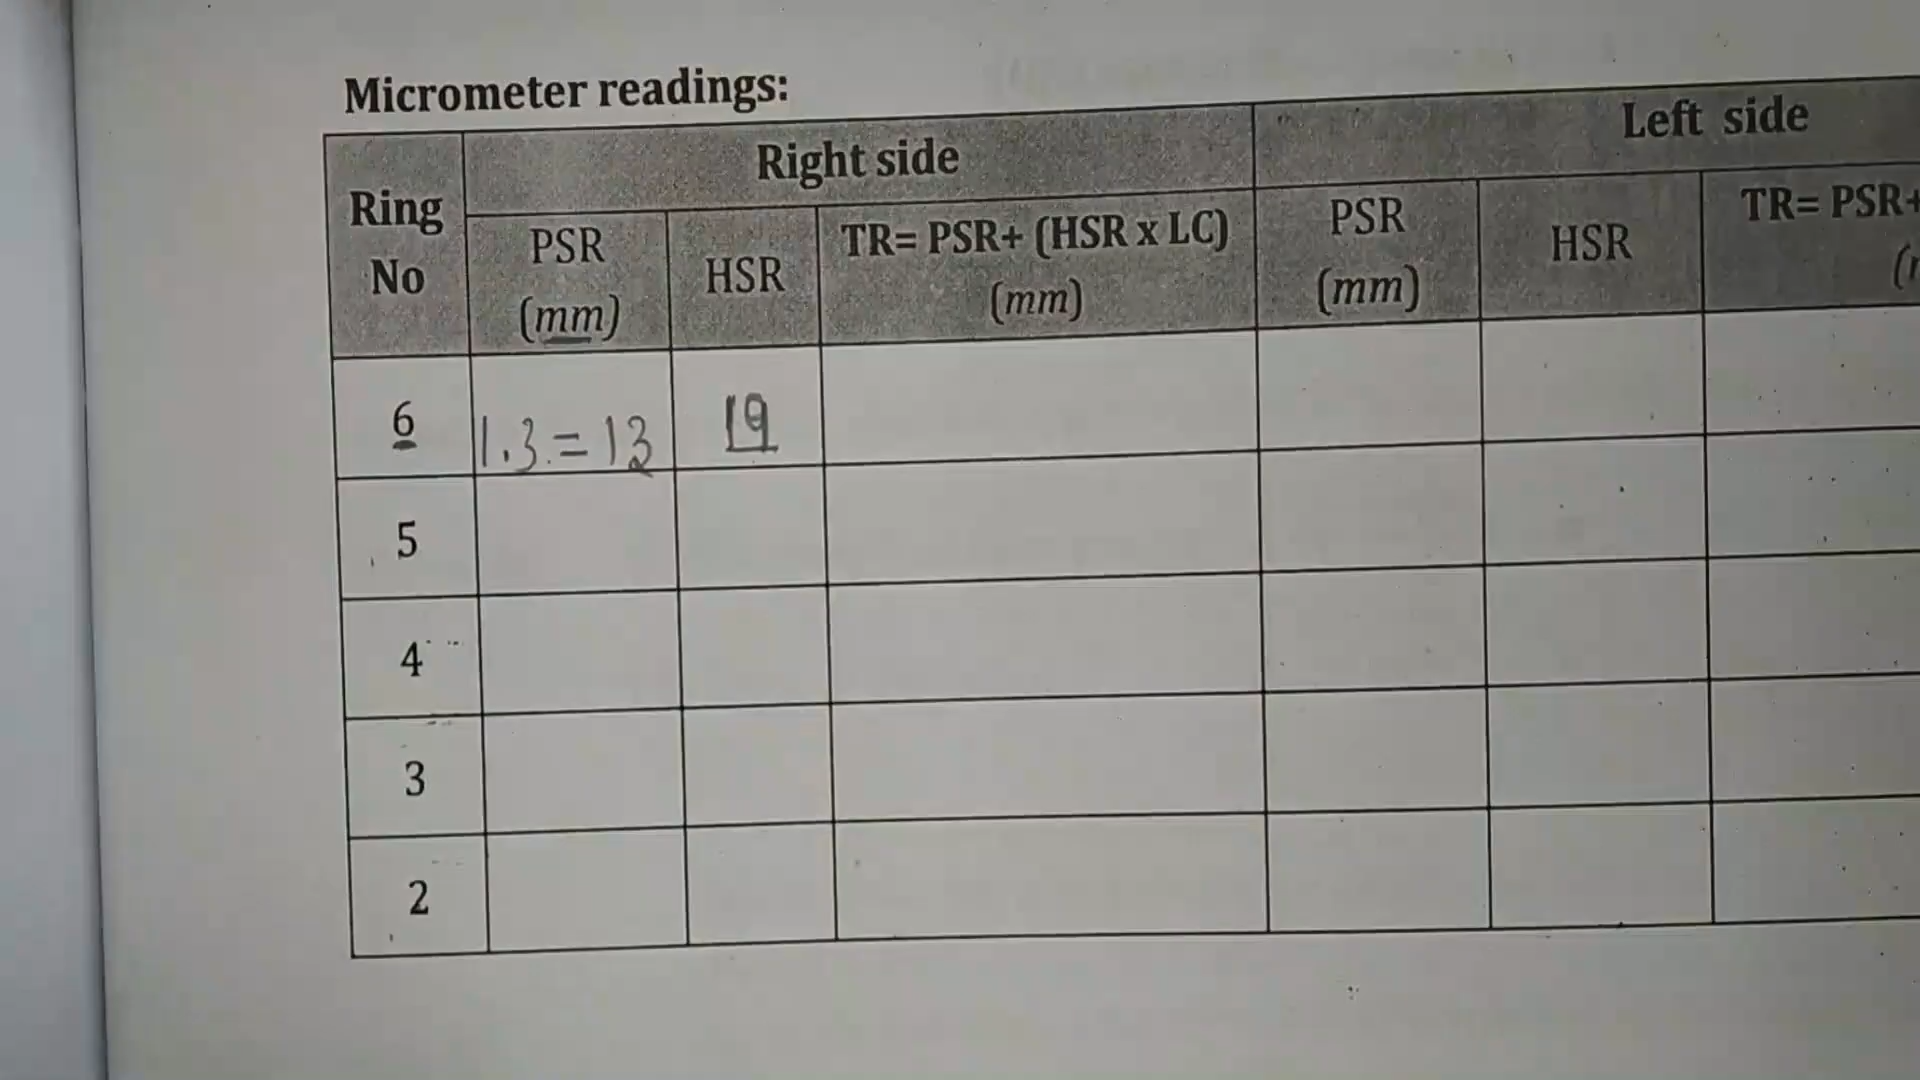 Micrometer readings:
Ring No
Right side
Left side
PSR (mm)
HSR
TR= PSR+ (HSR x LC) (mm)
PSR (mm)
HSR
TR= PSR+
6
1.3 = 13
19
5
4
3
2